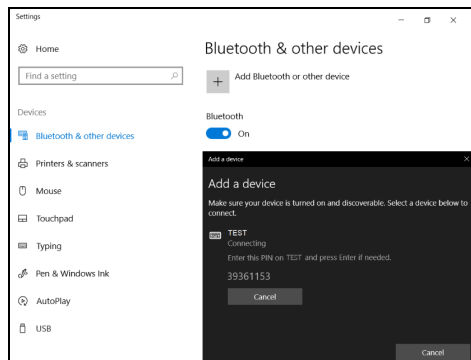 Settings
Home
Find a setting
Devices
Bluetooth & other devices
Printers & scanners
Mouse
Touchpad
Typing
Pen & Windows Ink
AutoPlay
USB
Bluetooth & other devices
Add Bluetooth or other device
Bluetooth
On
Add a device
Add a device
Make sure your device is turned on and discoverable. Select a device below to
connect.
TEST
Connecting
Enter this PIN on TEST and press Enter if needed.
39361153
Cancel
Cancel